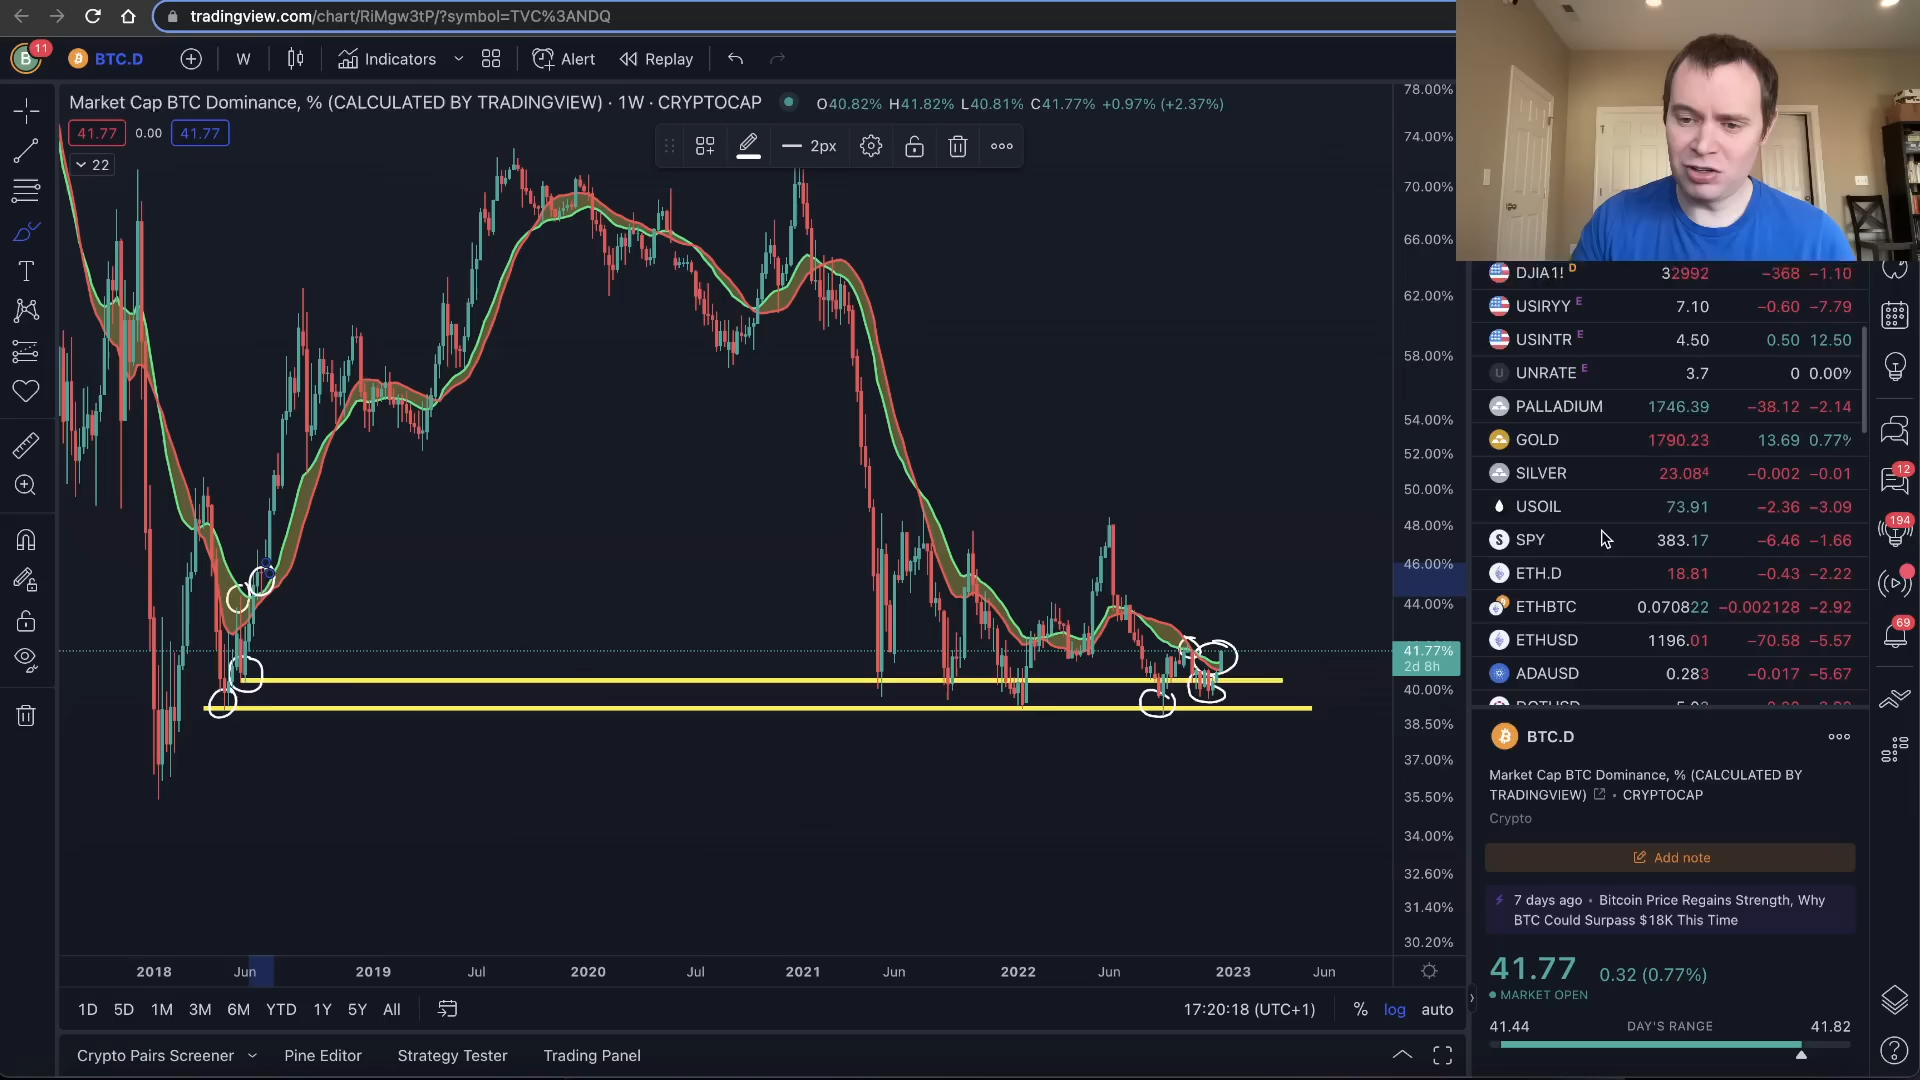 tradingview.com/chart/RiMgw3tP/?symbol=TVC%3ANDQ
B 11 BTC.D W Indicators Alert Replay
Market Cap BTC Dominance, % (CALCULATED BY TRADINGVIEW) · 1W · CRYPTOCAP O40.82% H41.82% L40.81% C41.77% +0.97% (+2.37%)
41.77 0.00 41.77
22
2px
78.00%
74.00%
70.00%
66.00%
62.00%
58.00%
54.00%
52.00%
50.00%
48.00%
46.00%
44.00%
41.77%
2d 8h
40.00%
38.50%
37.00%
35.50%
34.00%
32.60%
31.40%
30.20%
2018 Jun 2019 Jul 2020 Jul 2021 Jun 2022 Jun 2023 Jun
1D 5D 1M 3M 6M YTD 1Y 5Y All 17:20:18 (UTC+1) % log auto
Crypto Pairs Screener Pine Editor Strategy Tester Trading Panel
DJIA1! D 32992 −368 −1.10
USIRYY E 7.10 −0.60 −7.79
USINTR E 4.50 0.50 12.50
U UNRATE E 3.7 0 0.00%
PALLADIUM 1746.39 −38.12 −2.14
GOLD 1790.23 13.69 0.77%
SILVER 23.084 −0.002 −0.01
USOIL 73.91 −2.36 −3.09
S SPY 383.17 −6.46 −1.66
ETH.D 18.81 −0.43 −2.22
ETHBTC 0.070822 −0.002128 −2.92
ETHUSD 1196.01 −70.58 −5.57
ADAUSD 0.283 −0.017 −5.67
BTC.D
Market Cap BTC Dominance, % (CALCULATED BY
TRADINGVIEW) • CRYPTOCAP
Crypto
Add note
7 days ago • Bitcoin Price Regains Strength, Why
BTC Could Surpass $18K This Time
41.77 0.32 (0.77%)
MARKET OPEN
41.44 DAY'S RANGE 41.82
12
194
69